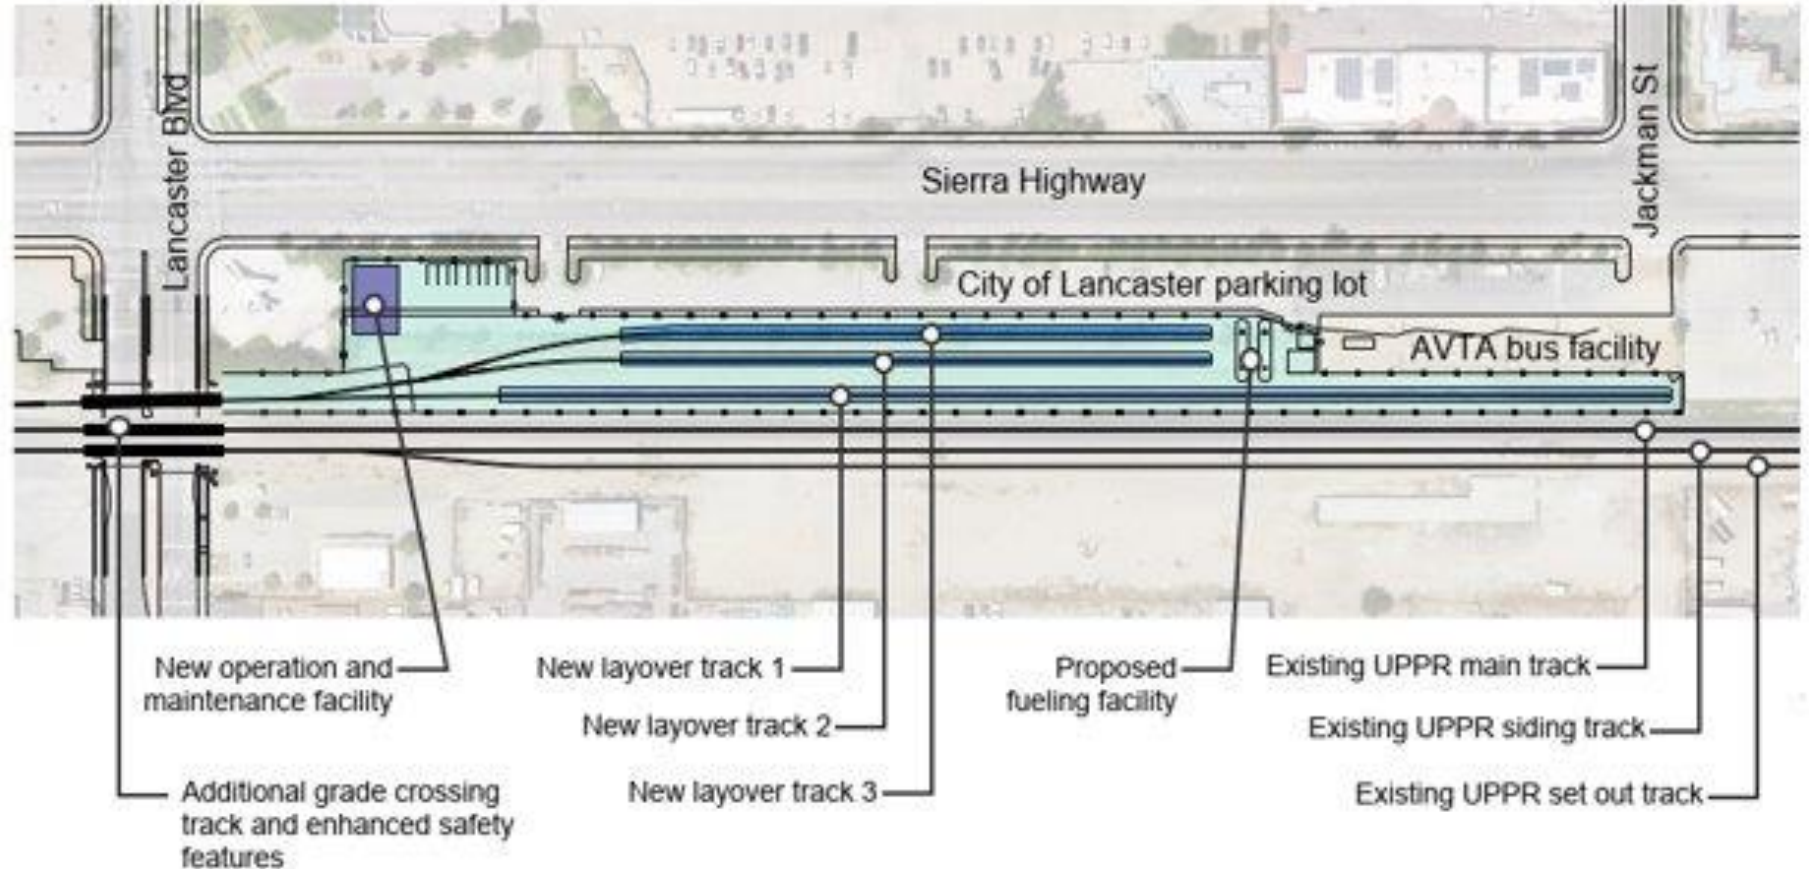 Lancaster Blvd
Jackman St
Sierra Highway
City of Lancaster parking lot
AVTA bus facility
New operation and
maintenance facility
New layover track 1
New layover track 2
New layover track 3
Proposed
fueling facility
Existing UPPR main track
Existing UPPR siding track
Existing UPPR set out track
Additional grade crossing
track and enhanced safety
features